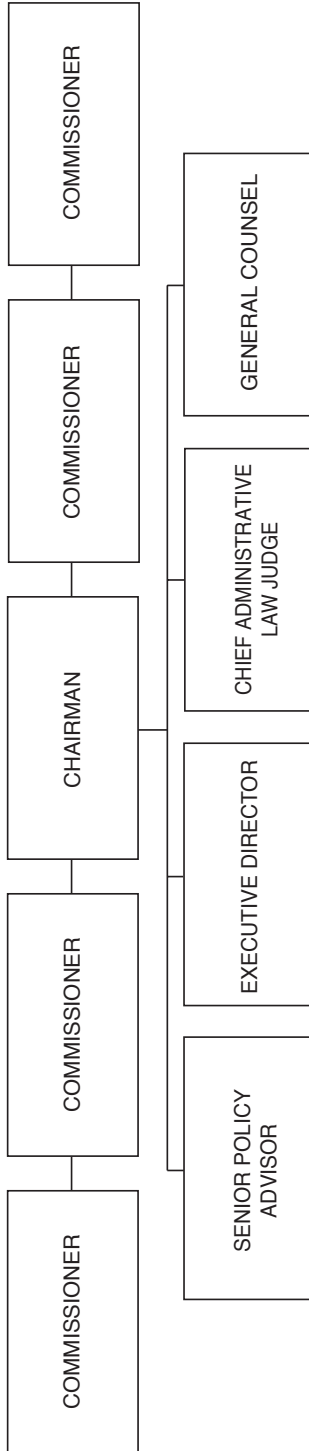 COMMISSIONER
COMMISSIONER
CHAIRMAN
COMMISSIONER
COMMISSIONER
SENIOR POLICY
ADVISOR
EXECUTIVE DIRECTOR
CHIEF ADMINISTRATIVE
LAW JUDGE
GENERAL COUNSEL